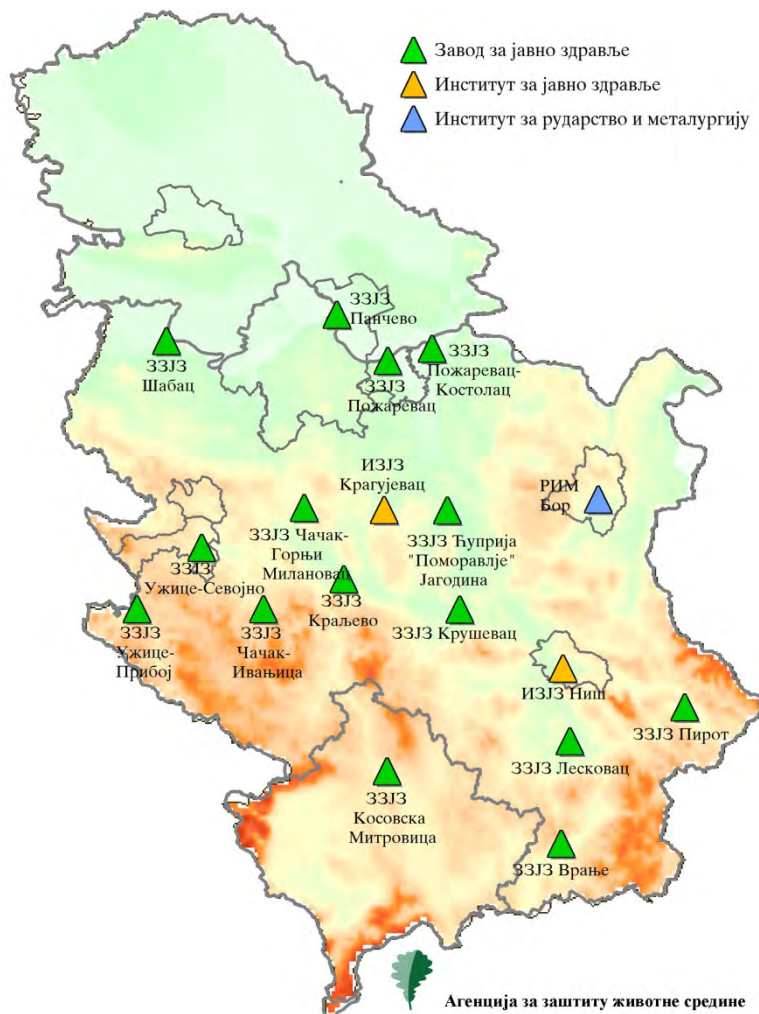 Завод за јавно здравље
Институт за јавно здравље
Институт за рударство и металургију
ЗЗЈЗ
Панчево
ЗЗЈЗ
Шабац
ЗЗЈЗ
Пожаревац-
Костолац
ЗЗЈЗ
Пожаревац
ИЗЈЗ
Крагујевац
РИМ
Бор
ЗЗЈЗ Чачак-
Горњи
Милановац
ЗЗЈЗ Ћуприја
"Поморавље"
Јагодина
ЗЗЈЗ
Ужице-Севојно
ЗЗЈЗ
Краљево
ЗЗЈЗ
Ужице-
Прибој
ЗЗЈЗ
Чачак-
Ивањица
ЗЗЈЗ Крушевац
ИЗЈЗ Ниш
ЗЗЈЗ Пирот
ЗЗЈЗ Лесковац
ЗЗЈЗ
Косовска
Митровица
ЗЗЈЗ Врање
Агенција за заштиту животне средине